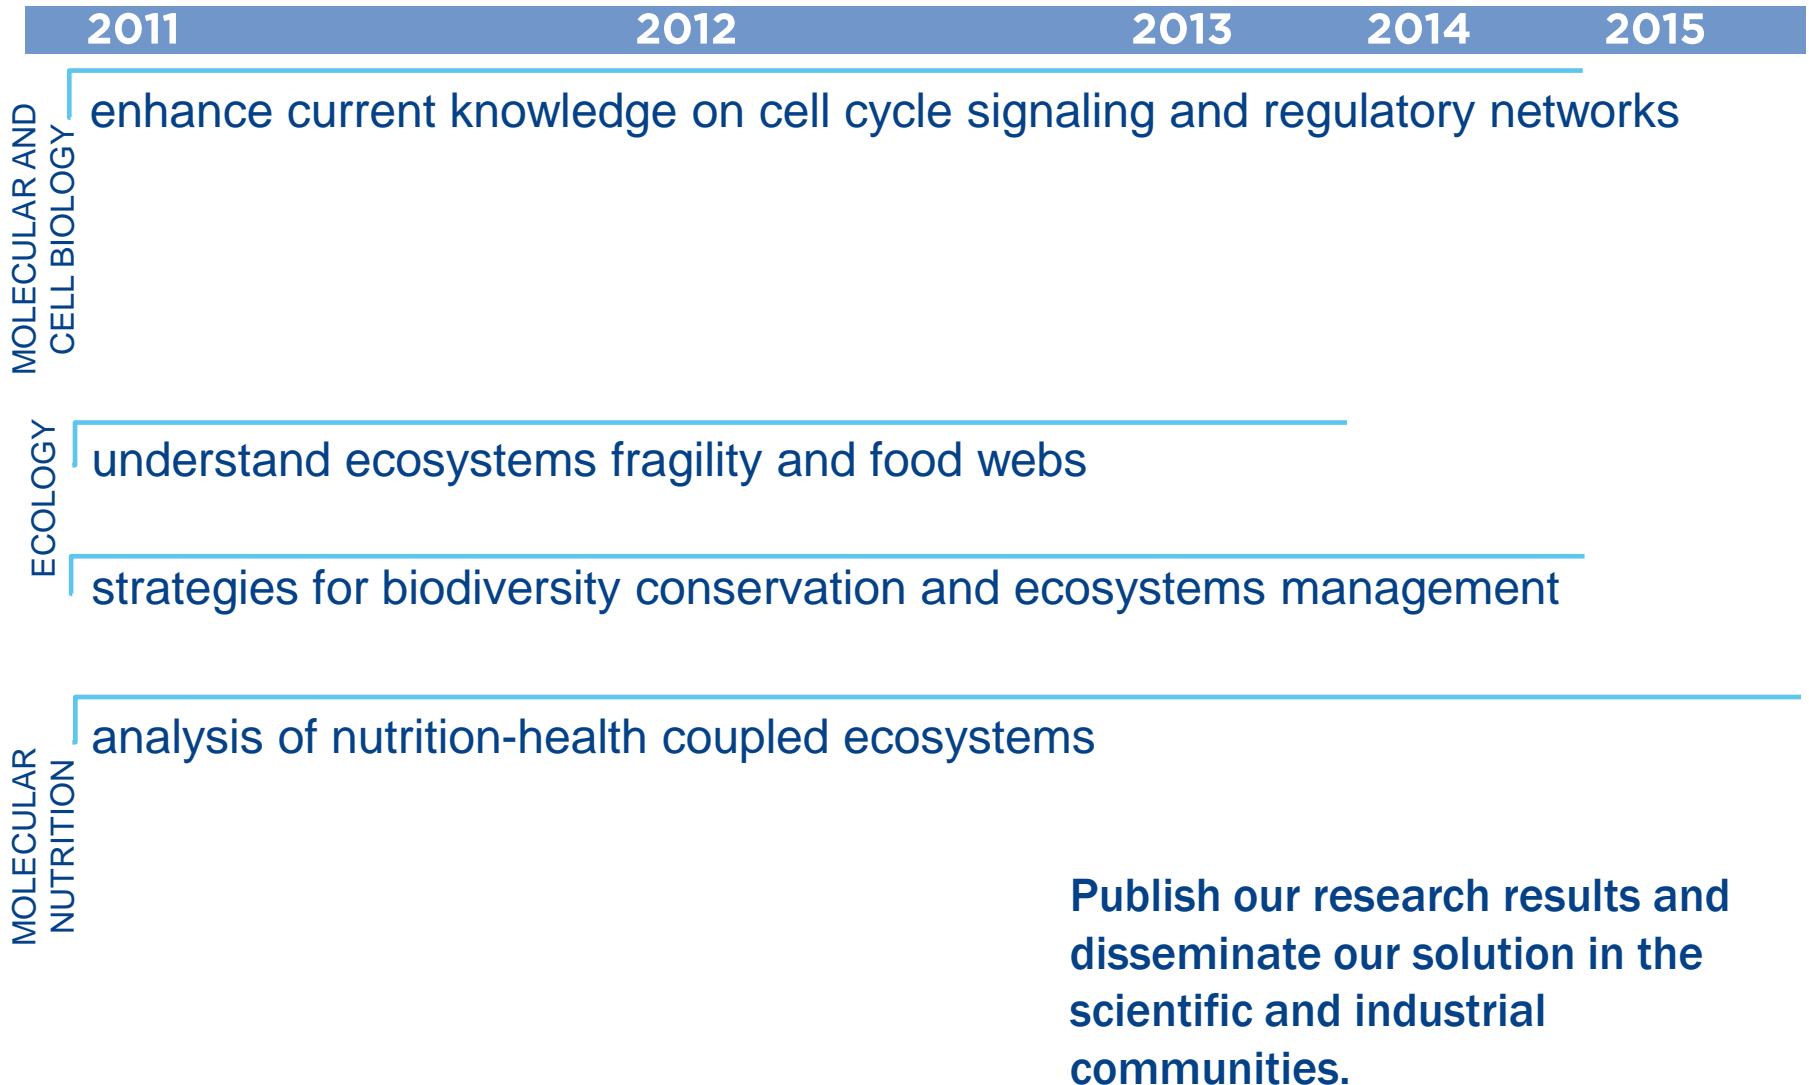 2011 2012 2013 2014 2015
MOLECULAR AND
CELL BIOLOGY
enhance current knowledge on cell cycle signaling and regulatory networks
ECOLOGY
understand ecosystems fragility and food webs
strategies for biodiversity conservation and ecosystems management
MOLECULAR
NUTRITION
analysis of nutrition-health coupled ecosystems
Publish our research results and
disseminate our solution in the
scientific and industrial
communities.